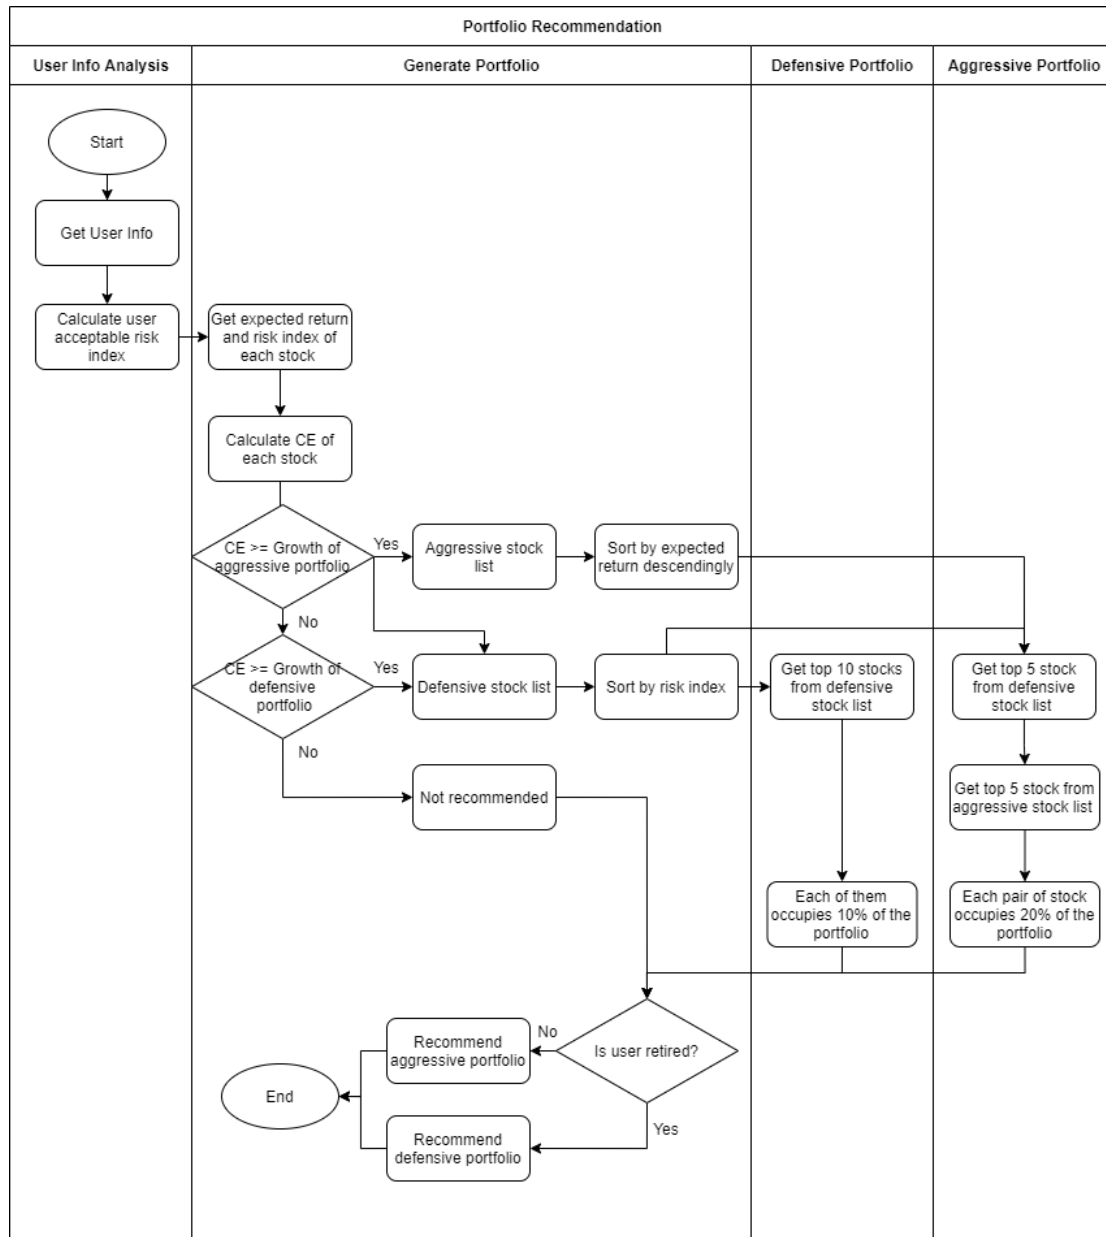 Portfolio Recommendation
User Info Analysis
Generate Portfolio
Defensive Portfolio
Aggressive Portfolio
Start
Get User Info
Calculate user
acceptable risk
index
Get expected return
and risk index of
each stock
Calculate CE of
each stock
CE >= Growth of
aggressive portfolio
Yes
Aggressive stock
list
Sort by expected
return descendingly
No
CE >= Growth of
defensive
portfolio
Yes
Defensive stock list
Sort by risk index
Get top 10 stocks
from defensive
stock list
Get top 5 stock
from defensive
stock list
No
Not recommended
Get top 5 stock from
aggressive stock list
Each of them
occupies 10% of the
portfolio
Each pair of stock
occupies 20% of the
portfolio
Is user retired?
No
Recommend
aggressive portfolio
End
Yes
Recommend
defensive portfolio